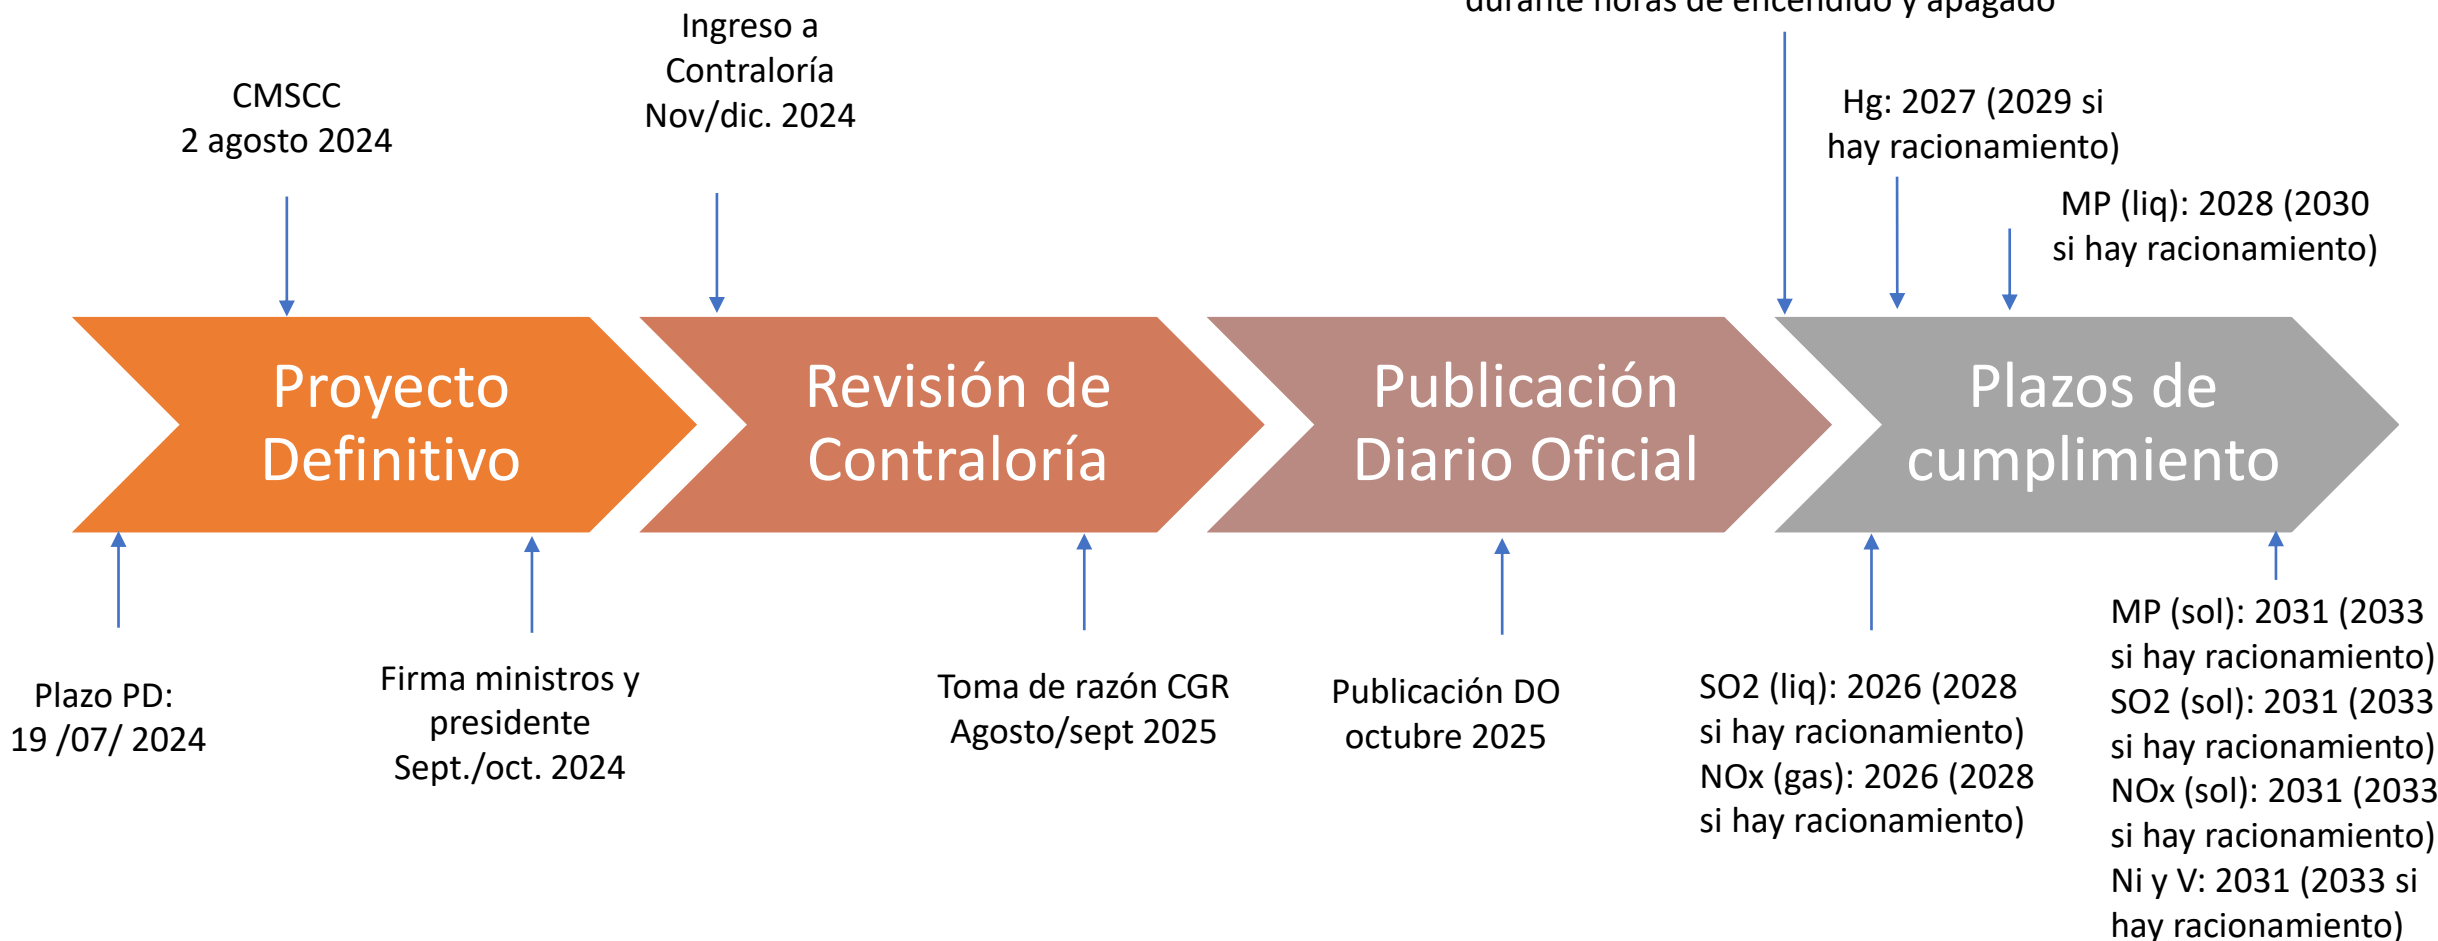 durante horas de encendido y apagado
Ingreso a
Contraloría
Nov/dic. 2024
CMSCC
2 agosto 2024
Hg: 2027 (2029 si
hay racionamiento)
MP (liq): 2028 (2030
si hay racionamiento)
Proyecto
Definitivo
Revisión de
Contraloría
Publicación
Diario Oficial
Plazos de
cumplimiento
Plazo PD:
19 /07/ 2024
Firma ministros y
presidente
Sept./oct. 2024
Toma de razón CGR
Agosto/sept 2025
Publicación DO
octubre 2025
SO2 (liq): 2026 (2028
si hay racionamiento)
NOx (gas): 2026 (2028
si hay racionamiento)
MP (sol): 2031 (2033
si hay racionamiento)
SO2 (sol): 2031 (2033
si hay racionamiento)
NOx (sol): 2031 (2033
si hay racionamiento)
Ni y V: 2031 (2033 si
hay racionamiento)